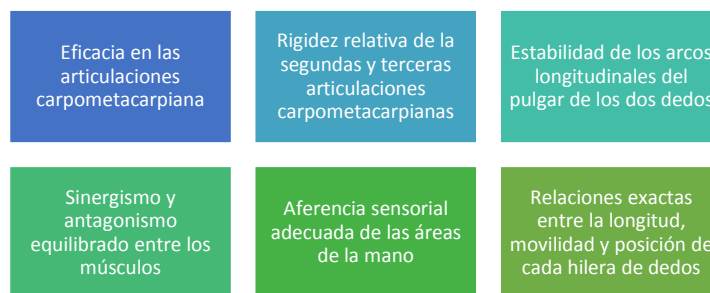 Eficacia en las
articulaciones
carpometacarpiana
Rigidez relativa de la
segundas y terceras
articulaciones
carpometacarpianas
Estabilidad de los arcos
longitudinales del
pulgar de los dos dedos
Sinergismo y
antagonismo
equilibrado entre los
músculos
Aferencia sensorial
adecuada de las áreas
de la mano
Relaciones exactas
entre la longitud,
movilidad y posición de
cada hilera de dedos